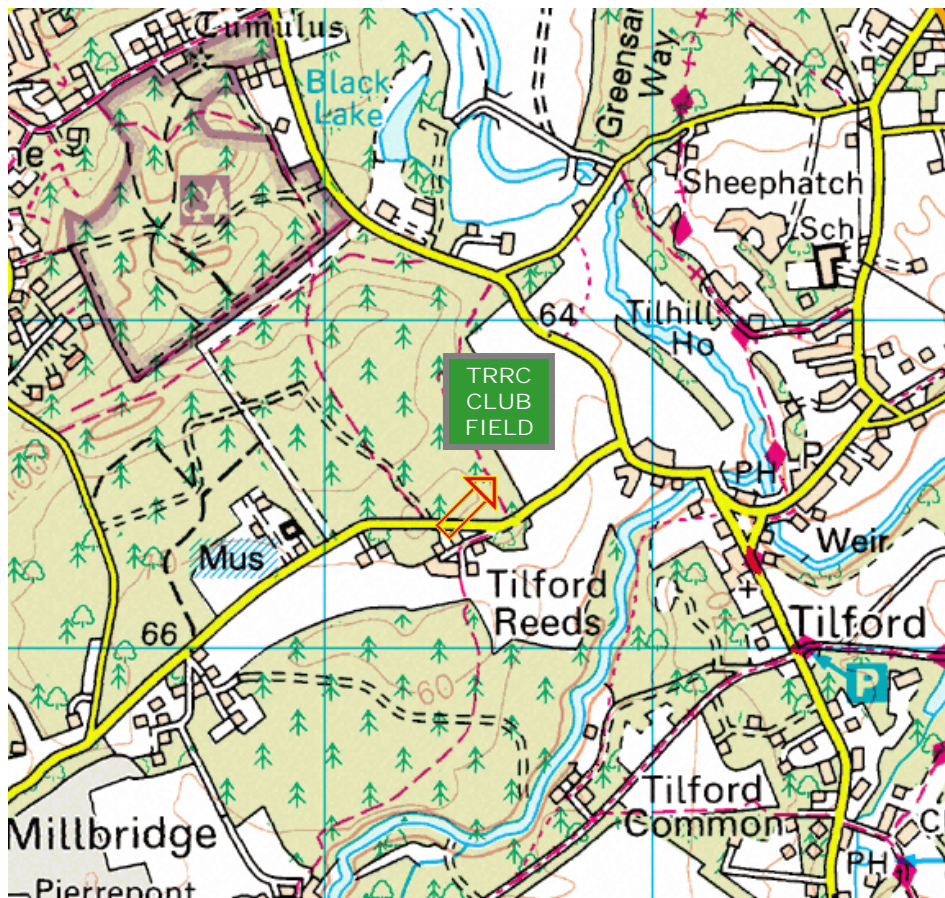 Tumulus
Black
Lake
Greensa
Way
Sheephatch
Sch
64
Tilhill
Ho
TRRC
CLUB
FIELD
P
PH
Mus
Weir
Tilford
Reeds
Tilford
66
60
P
Tilford
Common
Millbridge
PH
C
Pierrepont